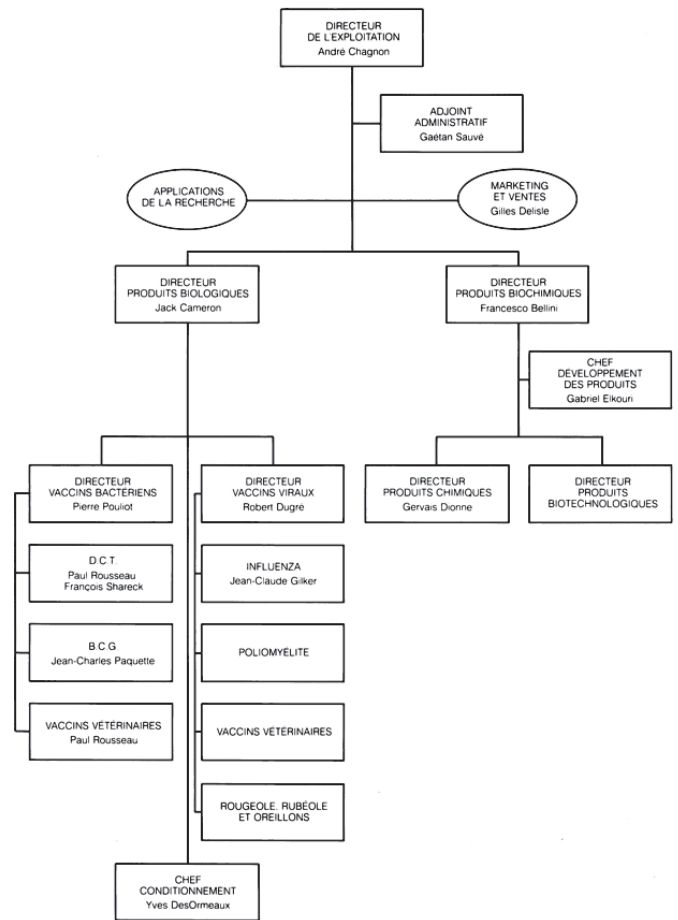 DIRECTEUR
DE L'EXPLOITATION
André Chagnon
ADJOINT
ADMINISTRATIF
Gaétan Sauvé
APPLICATIONS
DE LA RECHERCHE
MARKETING
ET VENTES
Gilles Delisle
DIRECTEUR
PRODUITS BIOLOGIQUES
Jack Cameron
DIRECTEUR
PRODUITS BIOCHIMIQUES
Francesco Bellini
CHEF
DÉVELOPPEMENT
DES PRODUITS
Gabriel Elkouri
DIRECTEUR
VACCINS BACTÉRIENS
Pierre Pouliot
DIRECTEUR
VACCINS VIRAUX
Robert Dugré
DIRECTEUR
PRODUITS CHIMIQUES
Gervais Dionne
DIRECTEUR
PRODUITS
BIOTECHNOLOGIQUES
D.C.T.
Paul Rousseau
François Shareck
INFLUENZA
Jean-Claude Gilker
B.C.G.
Jean-Charles Paquette
POLIOMYÉLITE
VACCINS VÉTÉRINAIRES
Paul Rousseau
VACCINS VÉTÉRINAIRES
ROUGEOLE, RUBÉOLE
ET OREILLONS
CHEF
CONDITIONNEMENT
Yves DesOrmeaux